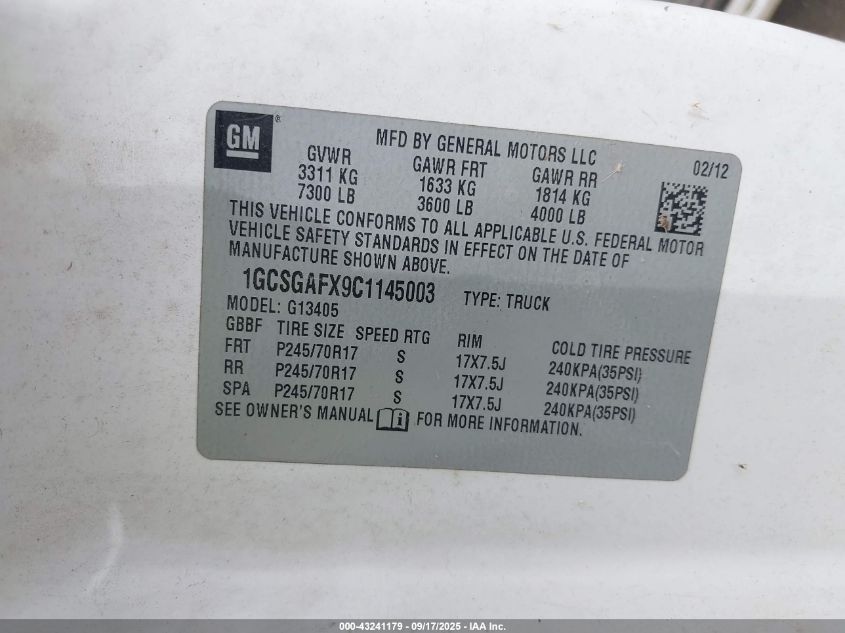 GM ®
MFD BY GENERAL MOTORS LLC 02/12
GVWR GAWR FRT GAWR RR
3311 KG 1633 KG 1814 KG
7300 LB 3600 LB 4000 LB
THIS VEHICLE CONFORMS TO ALL APPLICABLE U.S. FEDERAL MOTOR
VEHICLE SAFETY STANDARDS IN EFFECT ON THE DATE OF
MANUFACTURE SHOWN ABOVE.
1GCSGAFX9C1145003 TYPE: TRUCK
MODEL: G13405
GBBF TIRE SIZE SPEED RTG RIM COLD TIRE PRESSURE
FRT P245/70R17 S 17X7.5J 240KPA(35PSI)
RR P245/70R17 S 17X7.5J 240KPA(35PSI)
SPA P245/70R17 S 17X7.5J 240KPA(35PSI)
SEE OWNER'S MANUAL i FOR MORE INFORMATION.
000-43241179 - 09/17/2025 - IAA Inc.